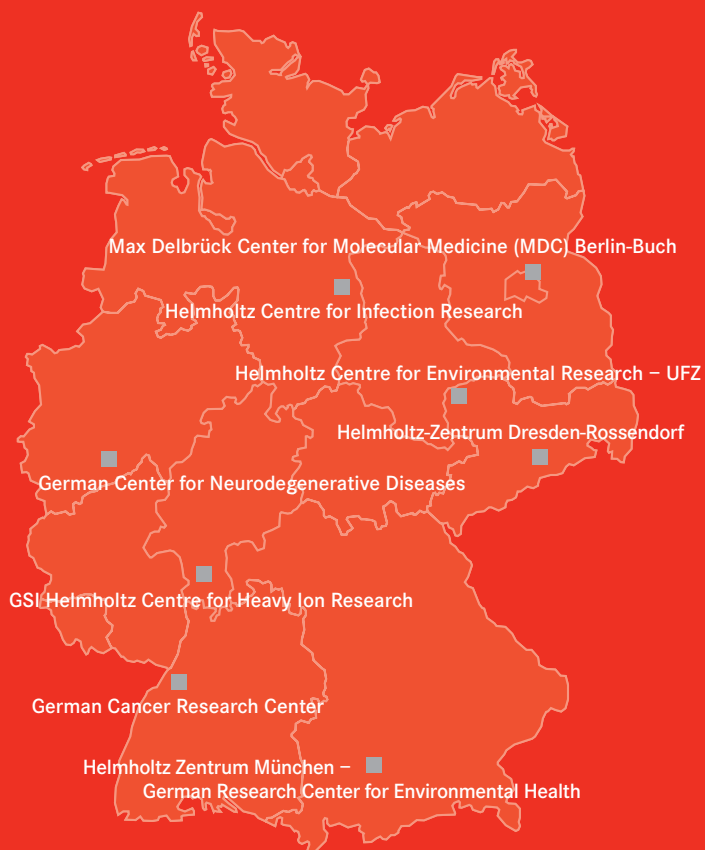 Max Delbrück Center for Molecular Medicine (MDC) Berlin-Buch
Helmholtz Centre for Infection Research
Helmholtz Centre for Environmental Research – UFZ
Helmholtz-Zentrum Dresden-Rossendorf
German Center for Neurodegenerative Diseases
GSI Helmholtz Centre for Heavy Ion Research
German Cancer Research Center
Helmholtz Zentrum München –
German Research Center for Environmental Health